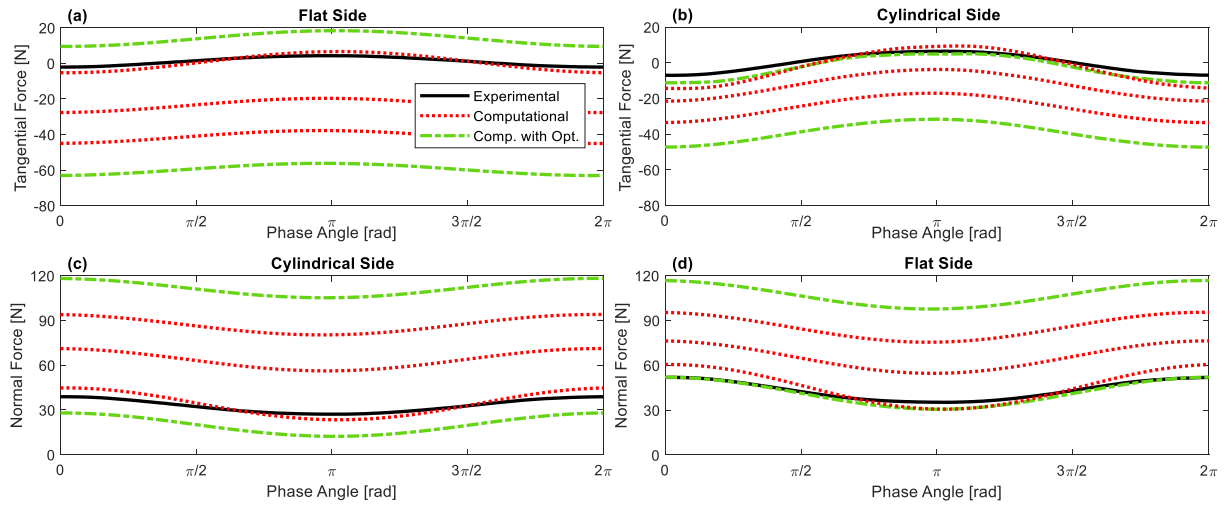 (a) Flat Side
20
0
-20
-40
-60
-80
Tangential Force [N]
Experimental
Computational
Comp. with Opt.
0 π/2 π 3π/2 2π
Phase Angle [rad]
(b) Cylindrical Side
20
0
-20
-40
-60
-80
Tangential Force [N]
0 π/2 π 3π/2 2π
Phase Angle [rad]
(c) Cylindrical Side
120
90
60
30
0
Normal Force [N]
0 π/2 π 3π/2 2π
Phase Angle [rad]
(d) Flat Side
120
90
60
30
0
Normal Force [N]
0 π/2 π 3π/2 2π
Phase Angle [rad]